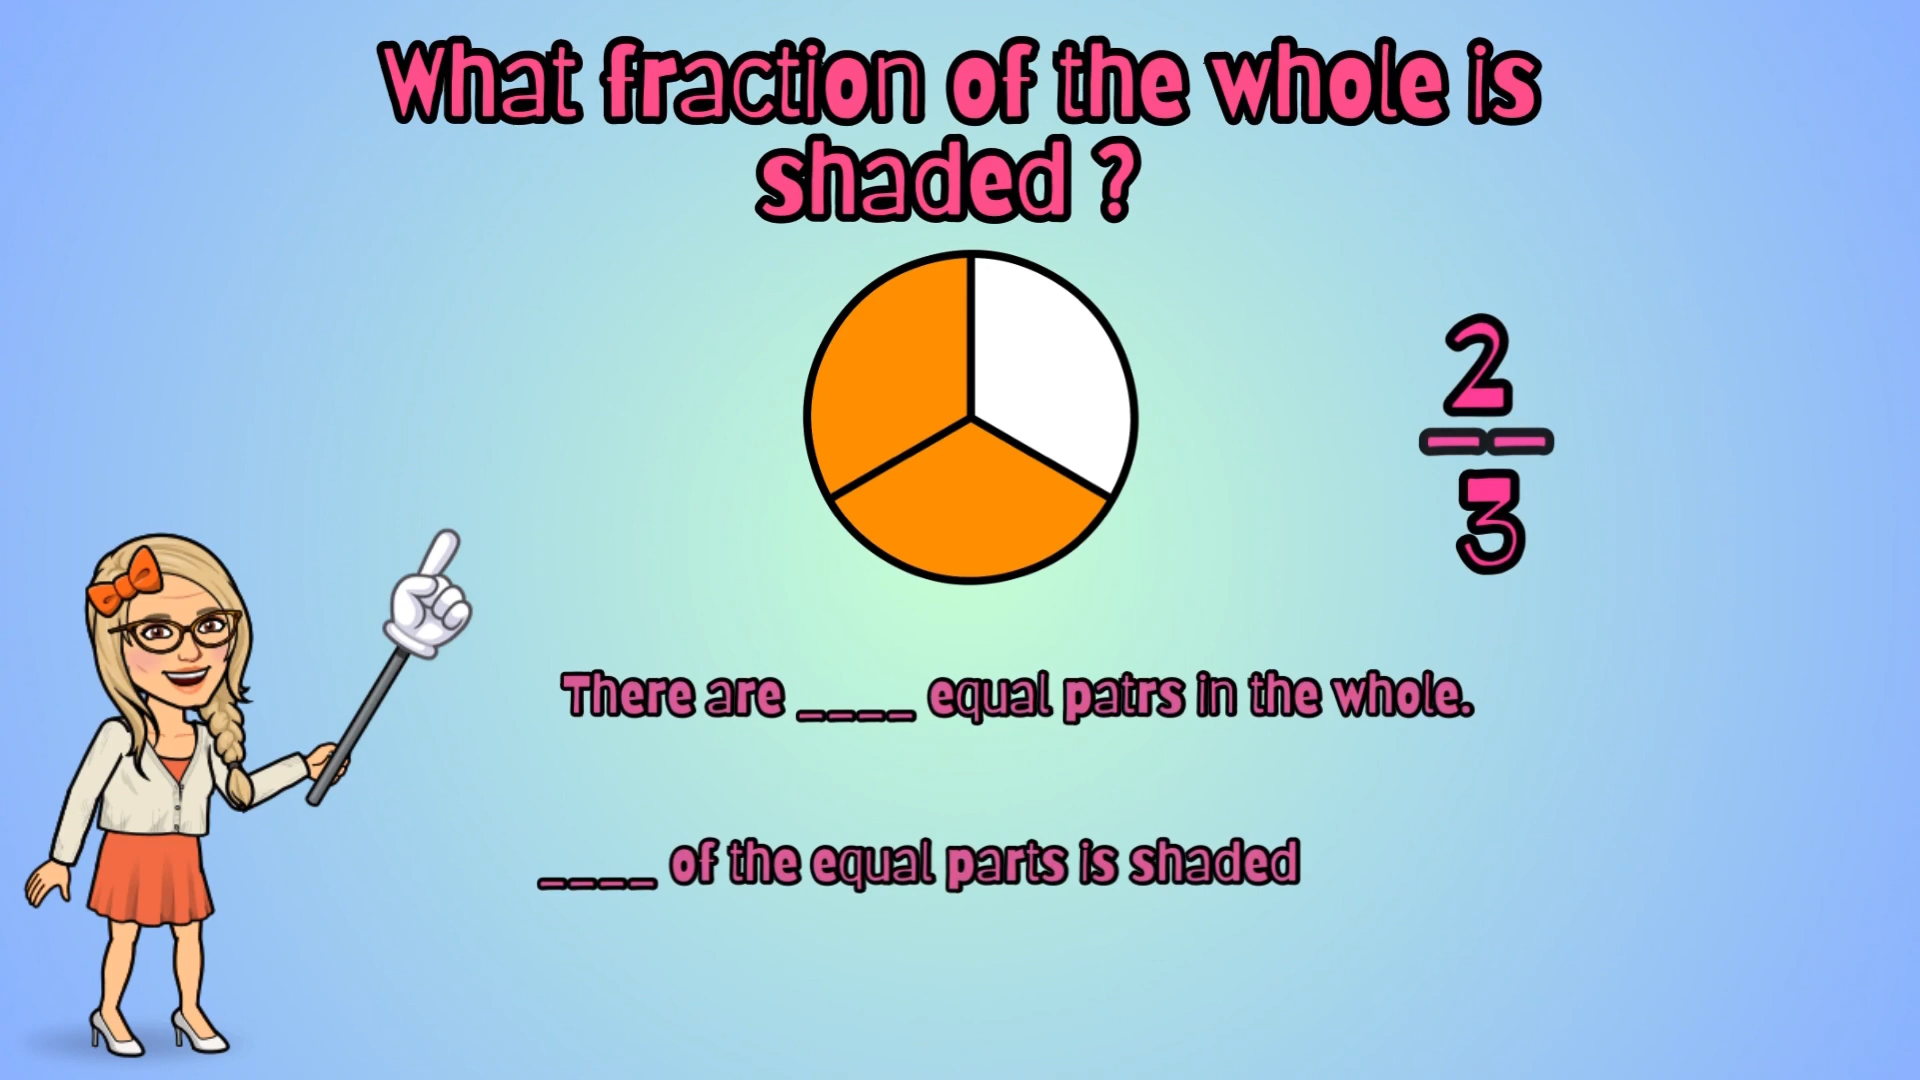 What fraction of the whole is
shaded ?
2
3
There are ____ equal patrs in the whole.
____ of the equal parts is shaded